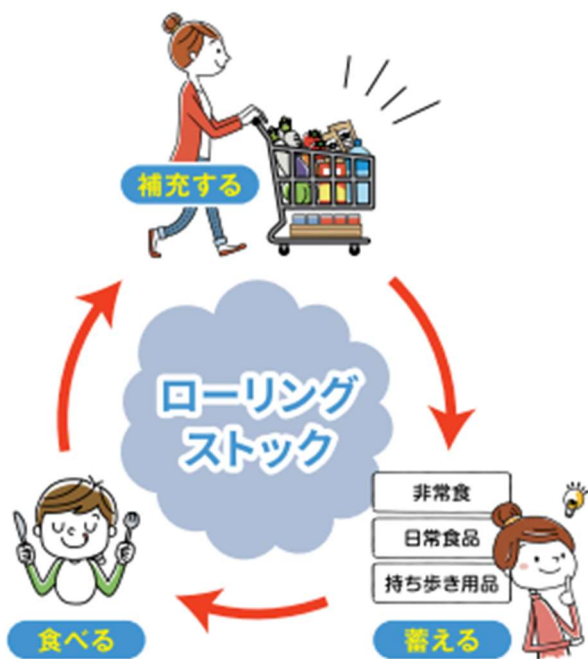 補充する
ローリング
ストック
非常食
日常食品
持ち歩き用品
食べる
蓄える